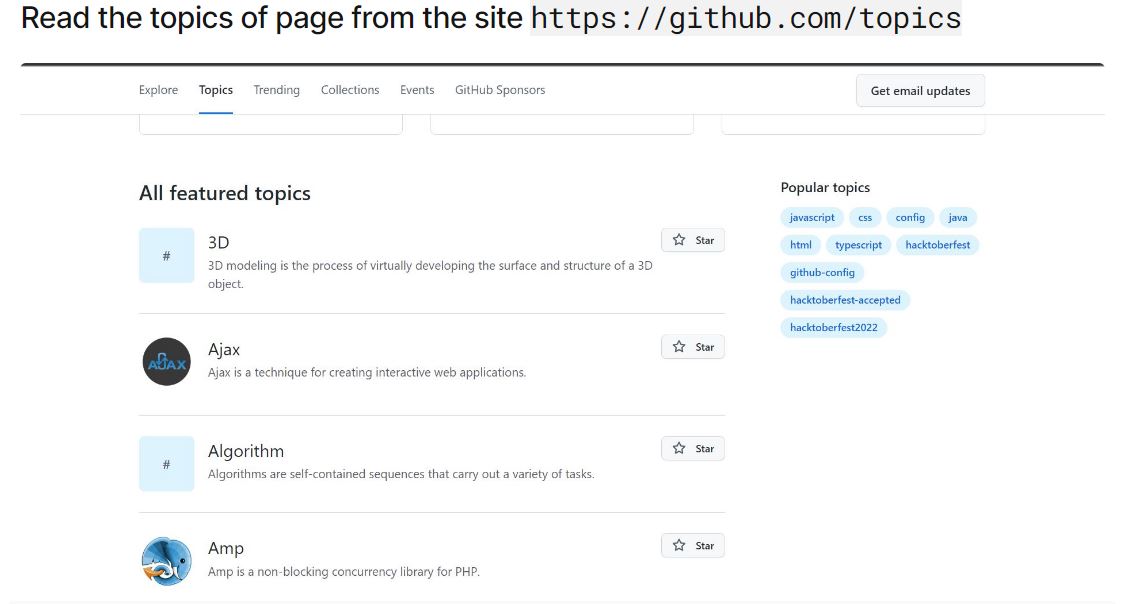 Read the topics of page from the site https://github.com/topics
Explore Topics Trending Collections Events GitHub Sponsors Get email updates
All featured topics
#
3D
3D modeling is the process of virtually developing the surface and structure of a 3D
object.
Star
AJAX
Ajax
Ajax is a technique for creating interactive web applications.
Star
#
Algorithm
Algorithms are self-contained sequences that carry out a variety of tasks.
Star
Amp
Amp is a non-blocking concurrency library for PHP.
Star
Popular topics
javascript css config java
html typescript hacktoberfest
github-config
hacktoberfest-accepted
hacktoberfest2022